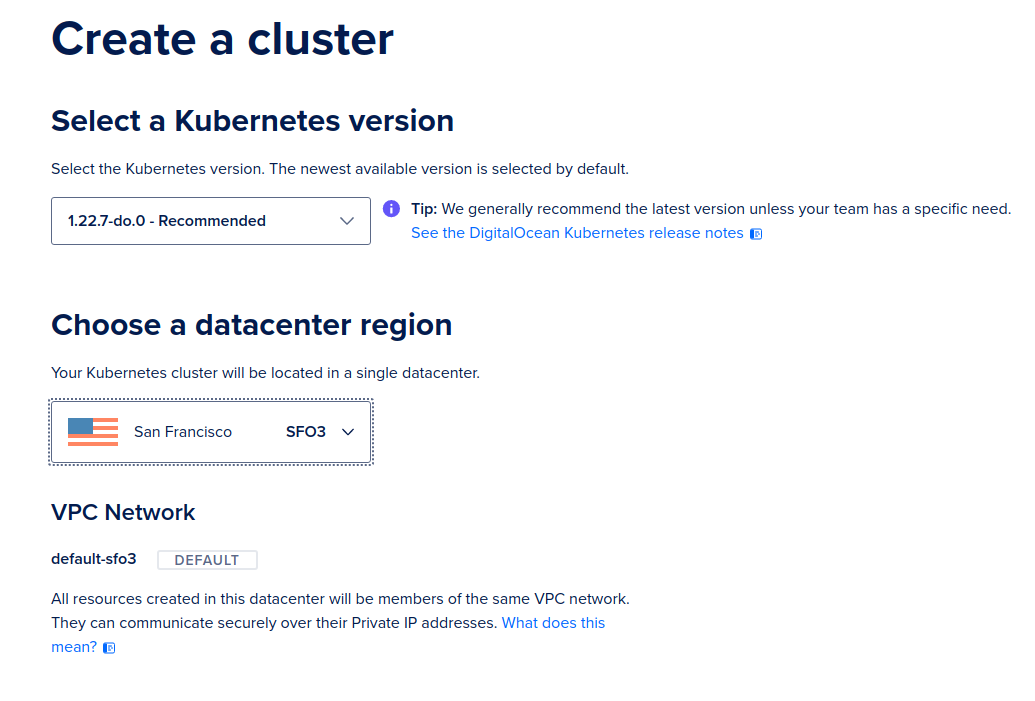 Create a cluster
Select a Kubernetes version
Select the Kubernetes version. The newest available version is selected by default.
1.22.7-do.0 - Recommended
Tip: We generally recommend the latest version unless your team has a specific need.
See the DigitalOcean Kubernetes release notes
Choose a datacenter region
Your Kubernetes cluster will be located in a single datacenter.
San Francisco SFO3
VPC Network
default-sfo3 DEFAULT
All resources created in this datacenter will be members of the same VPC network.
They can communicate securely over their Private IP addresses. What does this
mean?